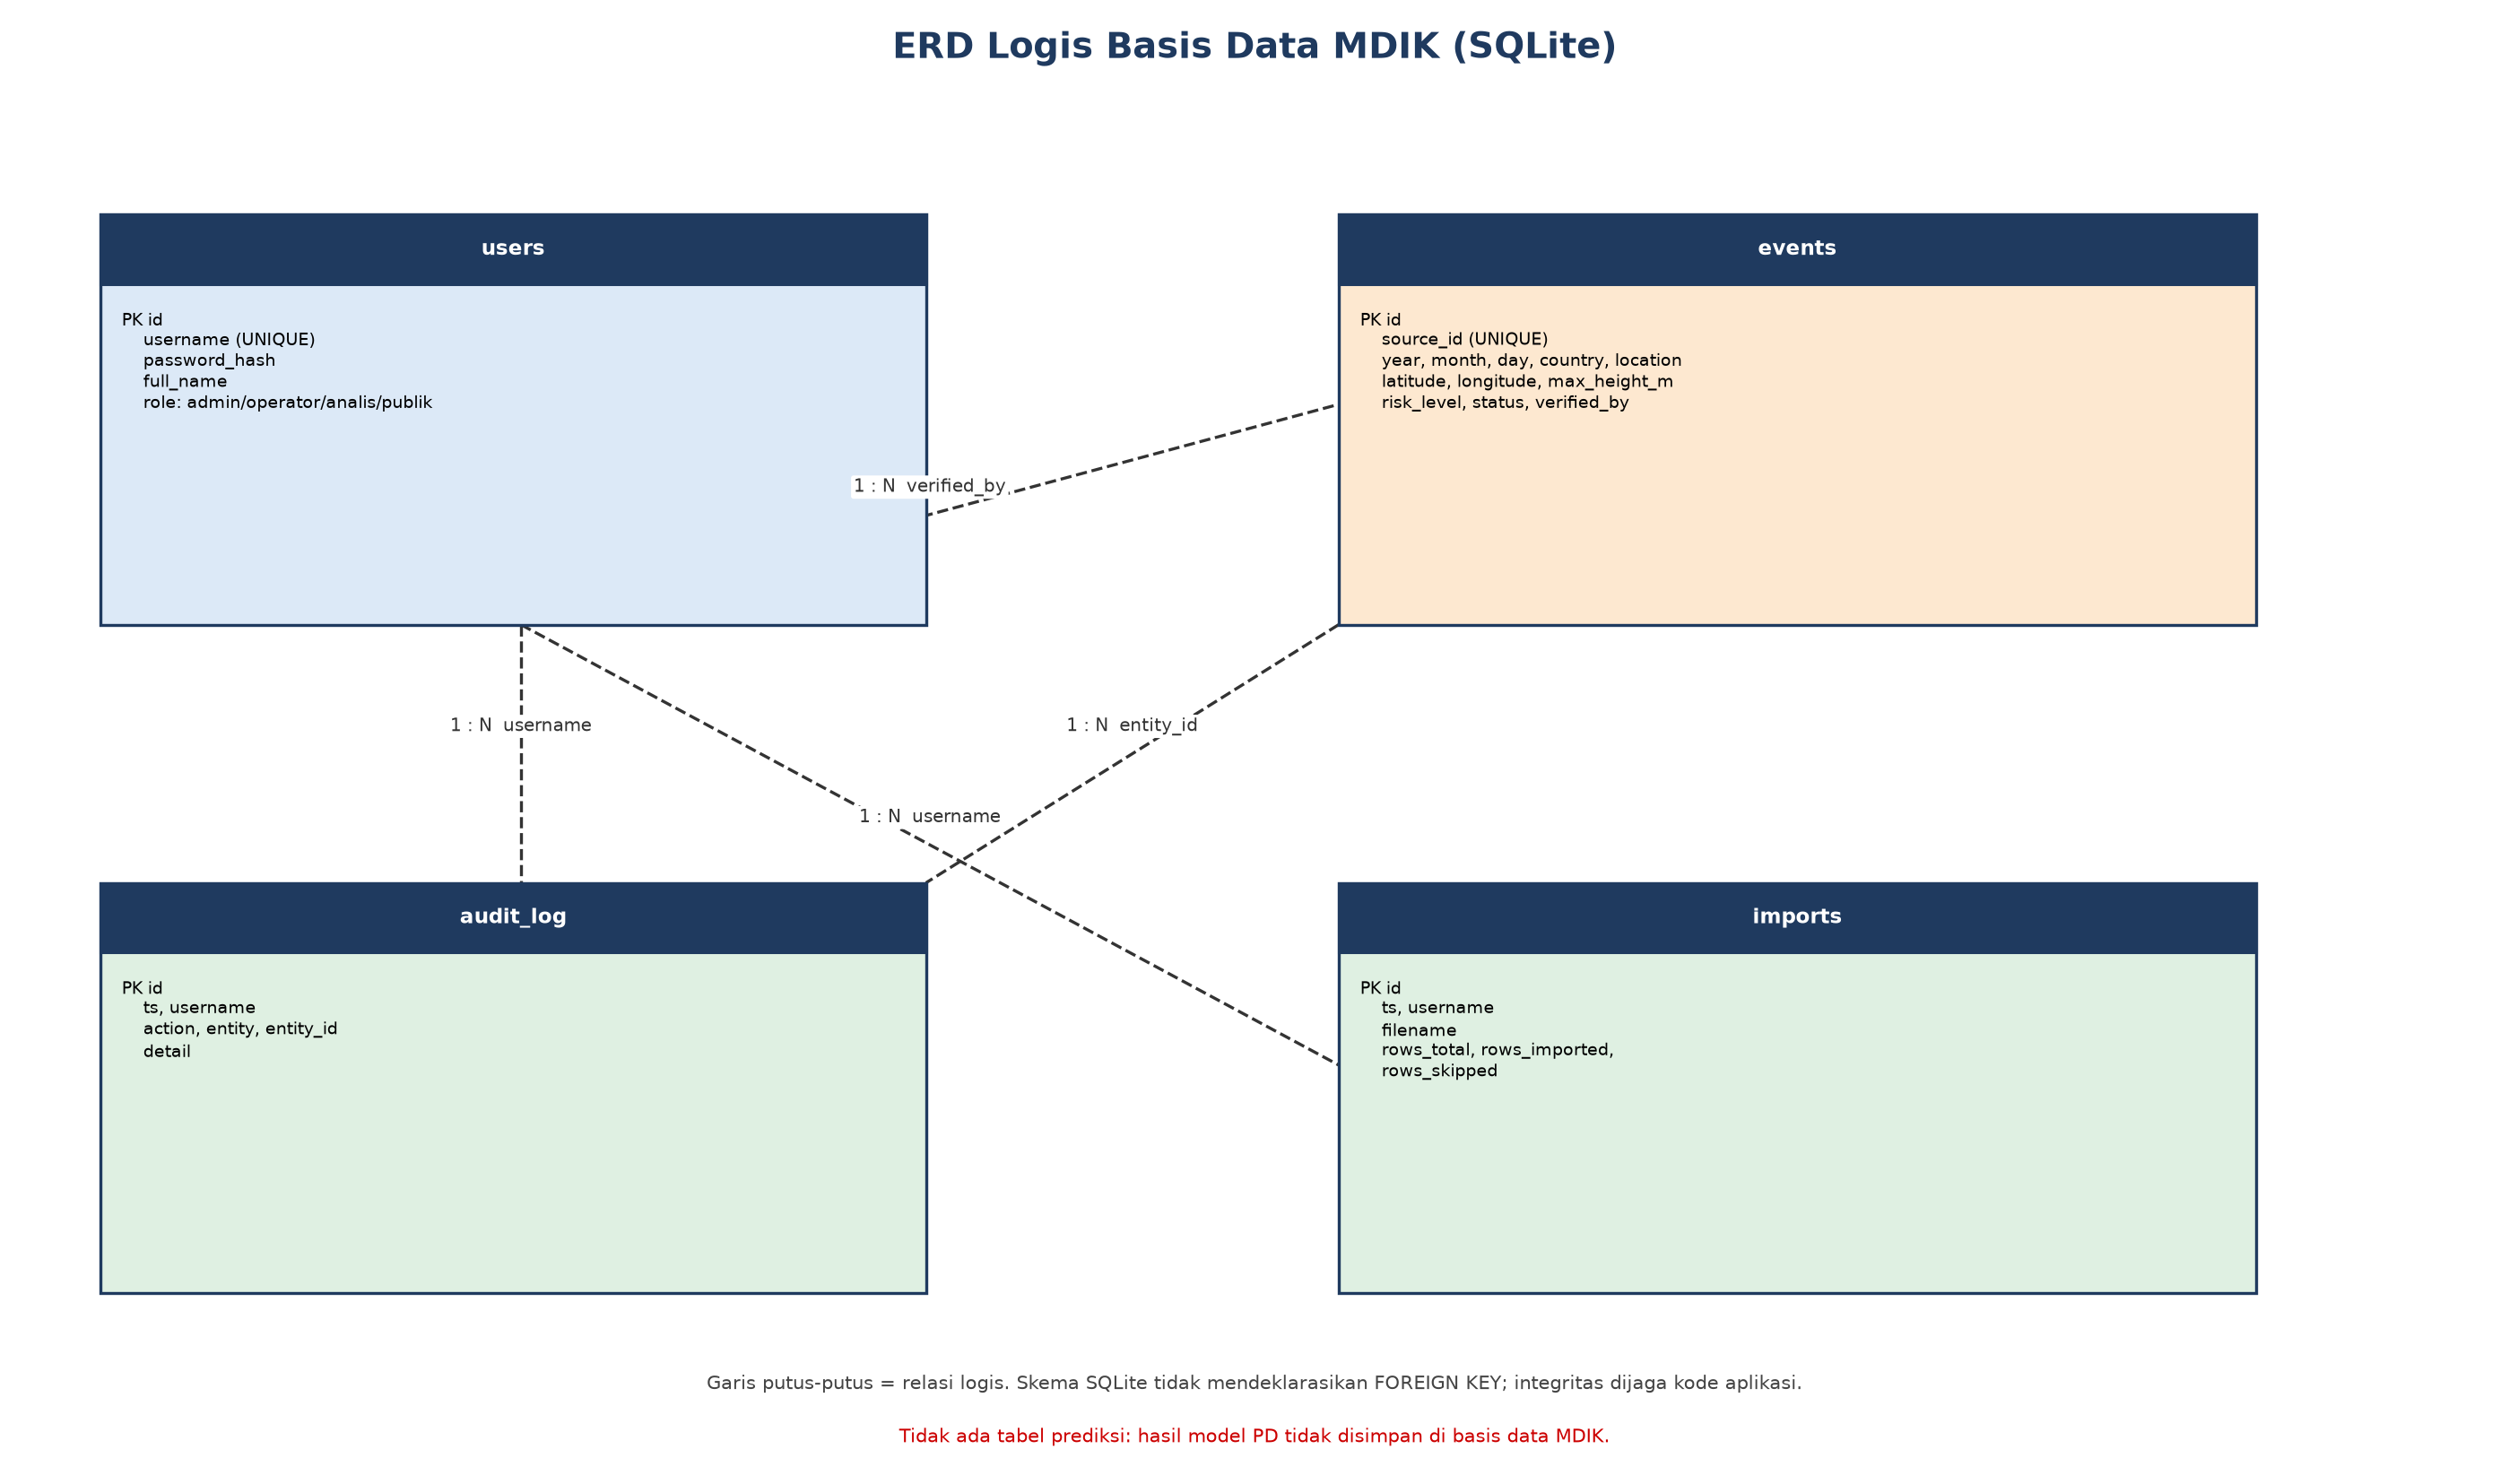 ERD Logis Basis Data MDIK (SQLite)
users
PK id
username (UNIQUE)
password_hash
full_name
role: admin/operator/analis/publik
events
PK id
source_id (UNIQUE)
year, month, day, country, location
latitude, longitude, max_height_m
risk_level, status, verified_by
1 : N  verified_by
1 : N  username
1 : N  entity_id
1 : N  username
audit_log
PK id
ts, username
action, entity, entity_id
detail
imports
PK id
ts, username
filename
rows_total, rows_imported,
rows_skipped
Garis putus-putus = relasi logis. Skema SQLite tidak mendeklarasikan FOREIGN KEY; integritas dijaga kode aplikasi.
Tidak ada tabel prediksi: hasil model PD tidak disimpan di basis data MDIK.